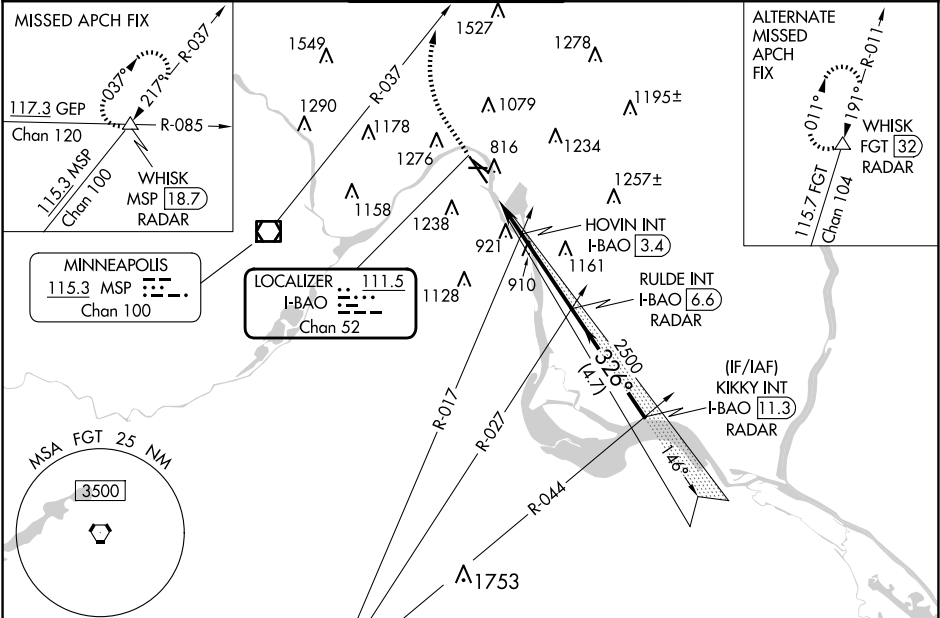 MISSED APCH FIX
R-037
037°
217°
117.3 GEP
Chan 120
R-085
115.3 MSP
Chan 100
WHISK
MSP 18.7
RADAR
ALTERNATE
MISSED
APCH
FIX
R-011
011°
191°
WHISK
FGT 32
RADAR
115.7 FGT
Chan 104
1549
1527
1278
R-037
1290
1178
1079
1195±
1276
816
1234
1158
1238
1257±
921
910
1161
1128
HOVIN INT
I-BAO 3.4
RULDE INT
I-BAO 6.6
RADAR
MINNEAPOLIS
115.3 MSP
Chan 100
LOCALIZER 111.5
I-BAO
Chan 52
2500
326°
(4.7)
(IF/IAF)
KIKKY INT
I-BAO 11.3
RADAR
146°
R-017
R-027
R-044
1753
MSA FGT 25 NM
3500